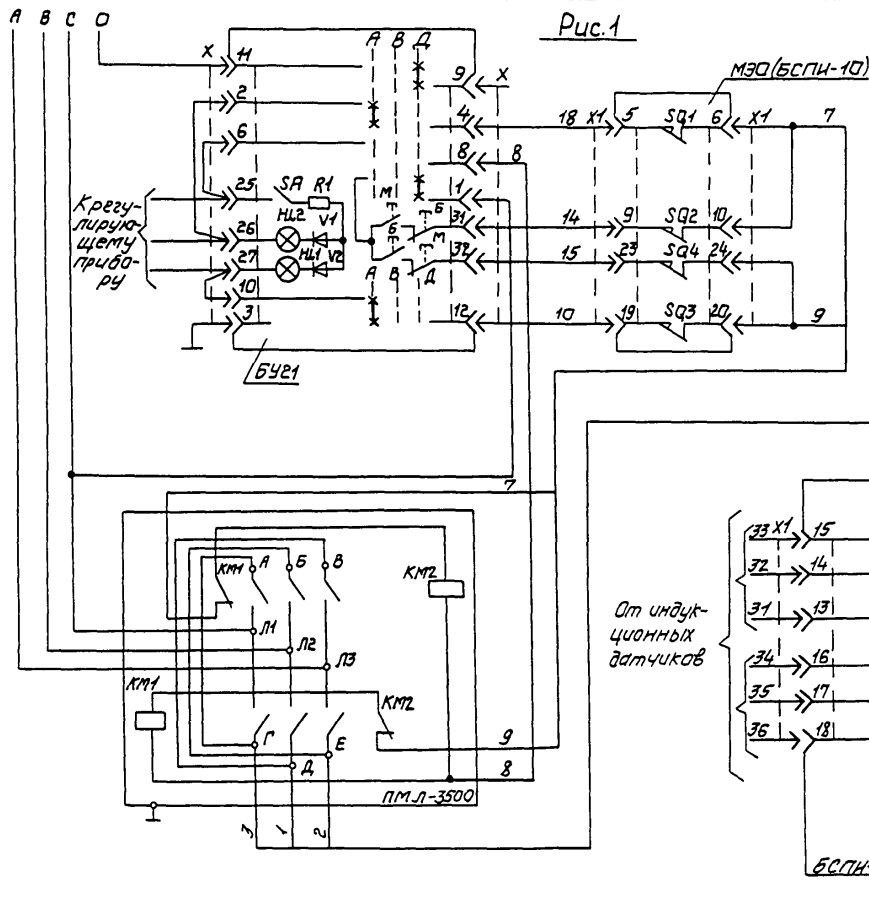 А В С О
Рис.1
МЭО(БСПИ-10)
Х 11
А В Д
9 Х
2
4 18 Х1 5 SQ1 6 Х1 7
6
8 8
25 SA R1
1
К регу-
лирую-
щему
прибо-
ру
HL2 V1
М Б
31 14 9 SQ2 10
26
Б М
HL1 V2
27
32 15 23 SQ4 24
10
А В Д
3
12 10 19 SQ3 20 9
БУ21
7
КМ1 А Б В
КМ2
Л1
Л2
Л3
КМ1
КМ2
Г
Е
Д
9
8
ПМЛ-3500
3 1 2
От индук-
ционных
датчиков
33 Х1 15
32 14
31 13
34 16
35 17
36 18
БСПИ-